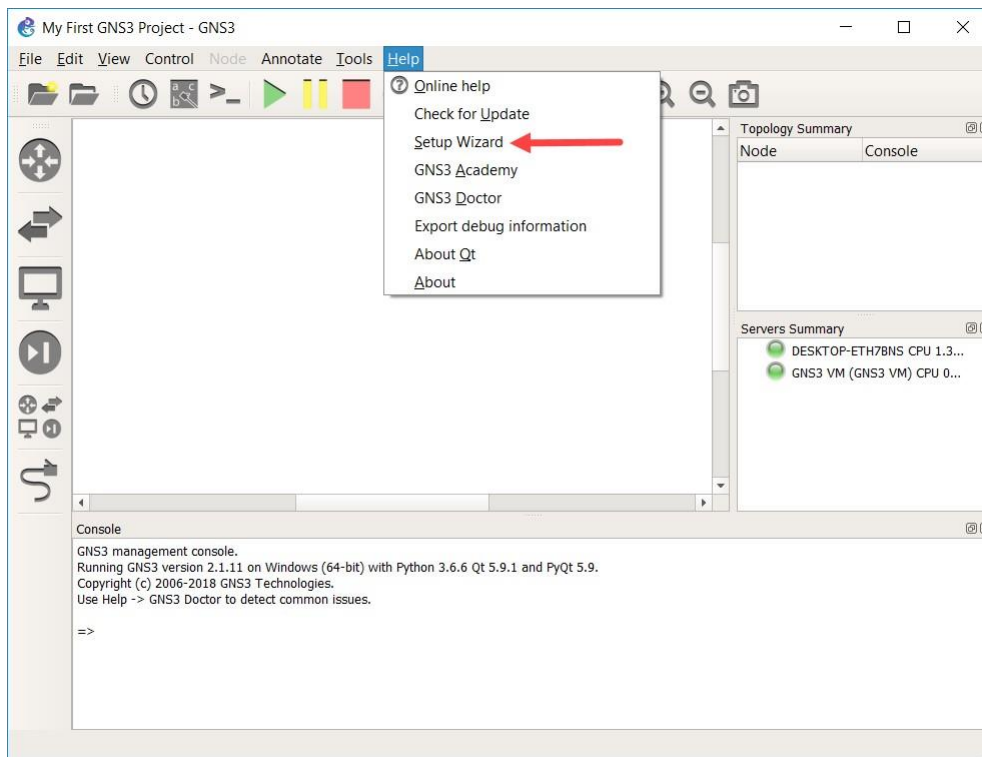 My First GNS3 Project - GNS3
File Edit View Control Node Annotate Tools Help
Online help
Check for Update
Setup Wizard
GNS3 Academy
GNS3 Doctor
Export debug information
About Qt
About
Topology Summary
Node Console
Servers Summary
DESKTOP-ETH7BNS CPU 1.3...
GNS3 VM (GNS3 VM) CPU 0...
Console
GNS3 management console.
Running GNS3 version 2.1.11 on Windows (64-bit) with Python 3.6.6 Qt 5.9.1 and PyQt 5.9.
Copyright (c) 2006-2018 GNS3 Technologies.
Use Help -> GNS3 Doctor to detect common issues.
=>